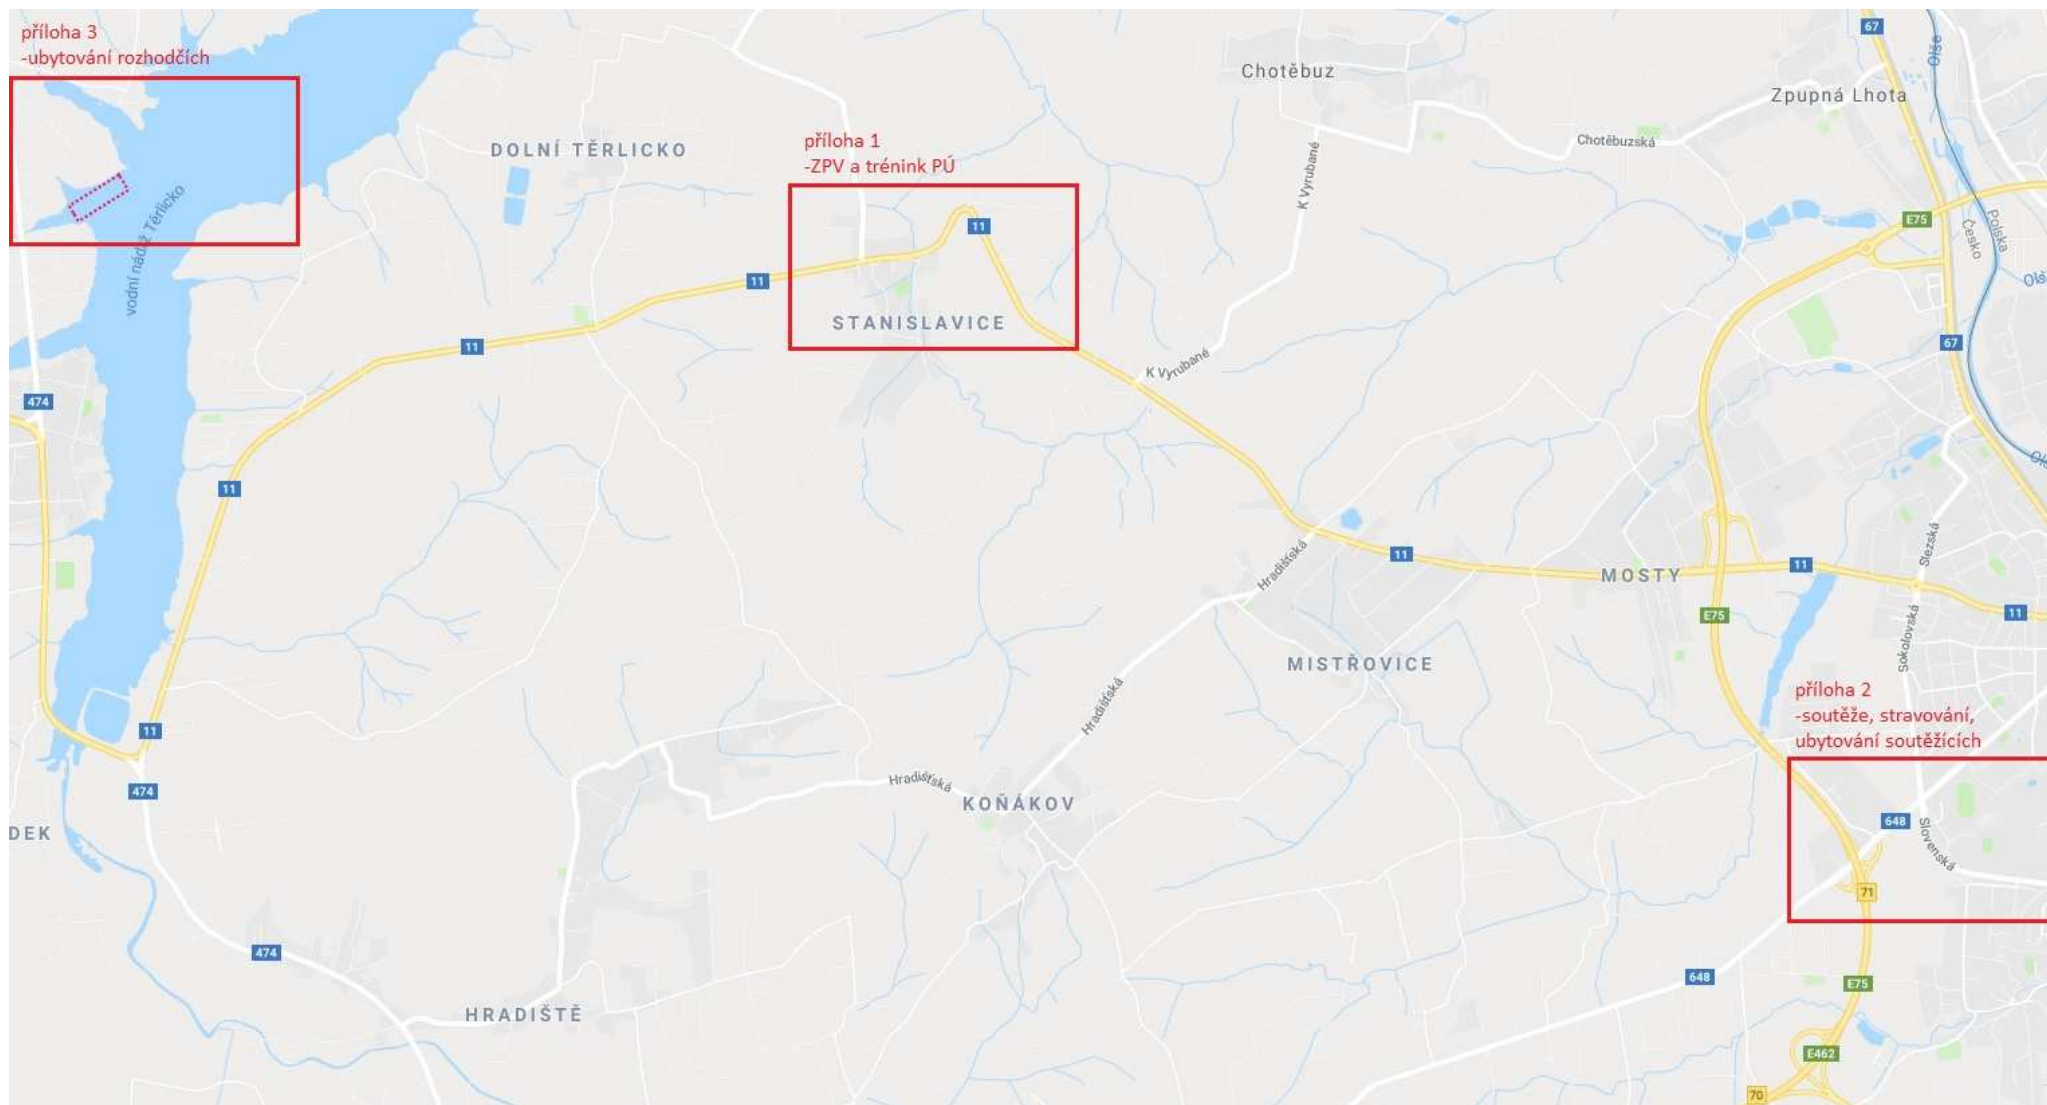 příloha 3
-ubytování rozhodčích
67
Olše
Chotěbuz
Zpupná Lhota
příloha 1
-ZPV a trénink PÚ
DOLNÍ TĚRLICKO
Chotěbuzská
K Vyrubané
vodní nádrž Těrlicko
11
E75
Česko
Polska
11
STANISLAVICE
11
67
K Vyrubané
474
11
Slezská
Hradišťská
11
11
MOSTY
E75
11
Sokolovská
MISTŘOVICE
příloha 2
-soutěže, stravování,
ubytování soutěžících
Hradišťská
11
474
Hradišťská
KOŇÁKOV
DEK
648
Slovenská
71
474
648
E75
HRADIŠTĚ
E462
70